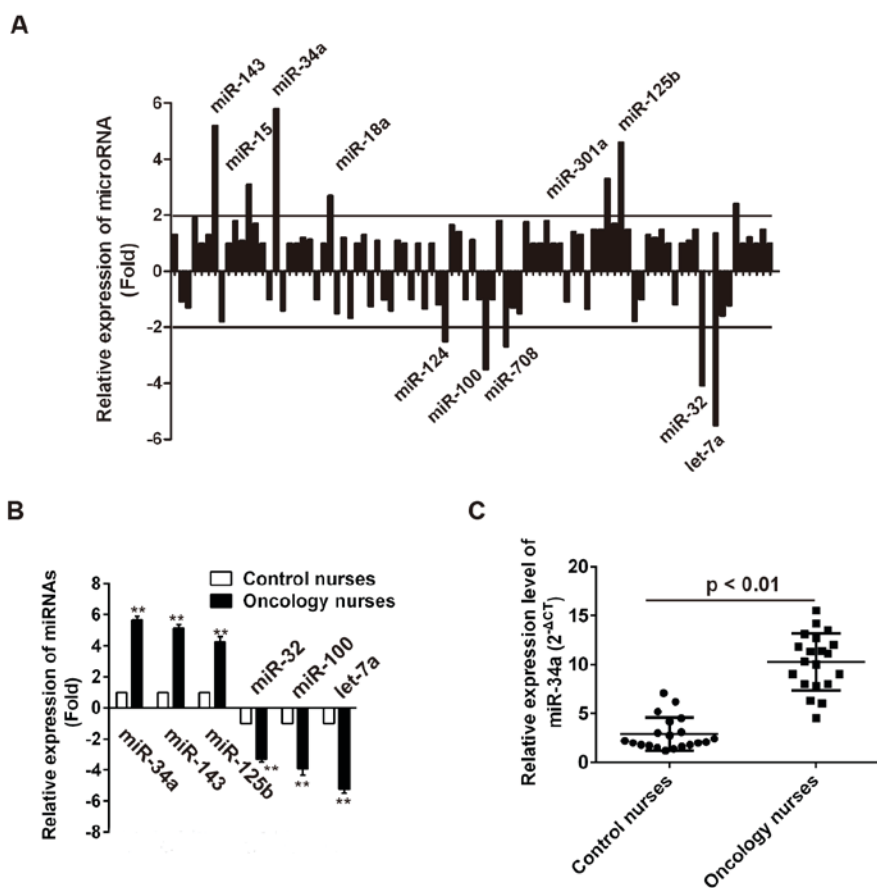 A
Relative expression of microRNA
(Fold)
6
4
2
0
-2
-4
-6
miR-143
miR-15
miR-34a
miR-18a
miR-301a
miR-125b
miR-124
miR-100
miR-708
miR-32
let-7a
B
Relative expression of miRNAs
(Fold)
8
6
4
2
0
-2
-4
-6
-8
Control nurses
Oncology nurses
**
**
**
miR-32
miR-100
let-7a
miR-34a
miR-143
miR-125b
**
**
**
C
Relative expression level of
miR-34a (2-ΔCT)
20
15
10
5
0
p < 0.01
Control nurses
Oncology nurses